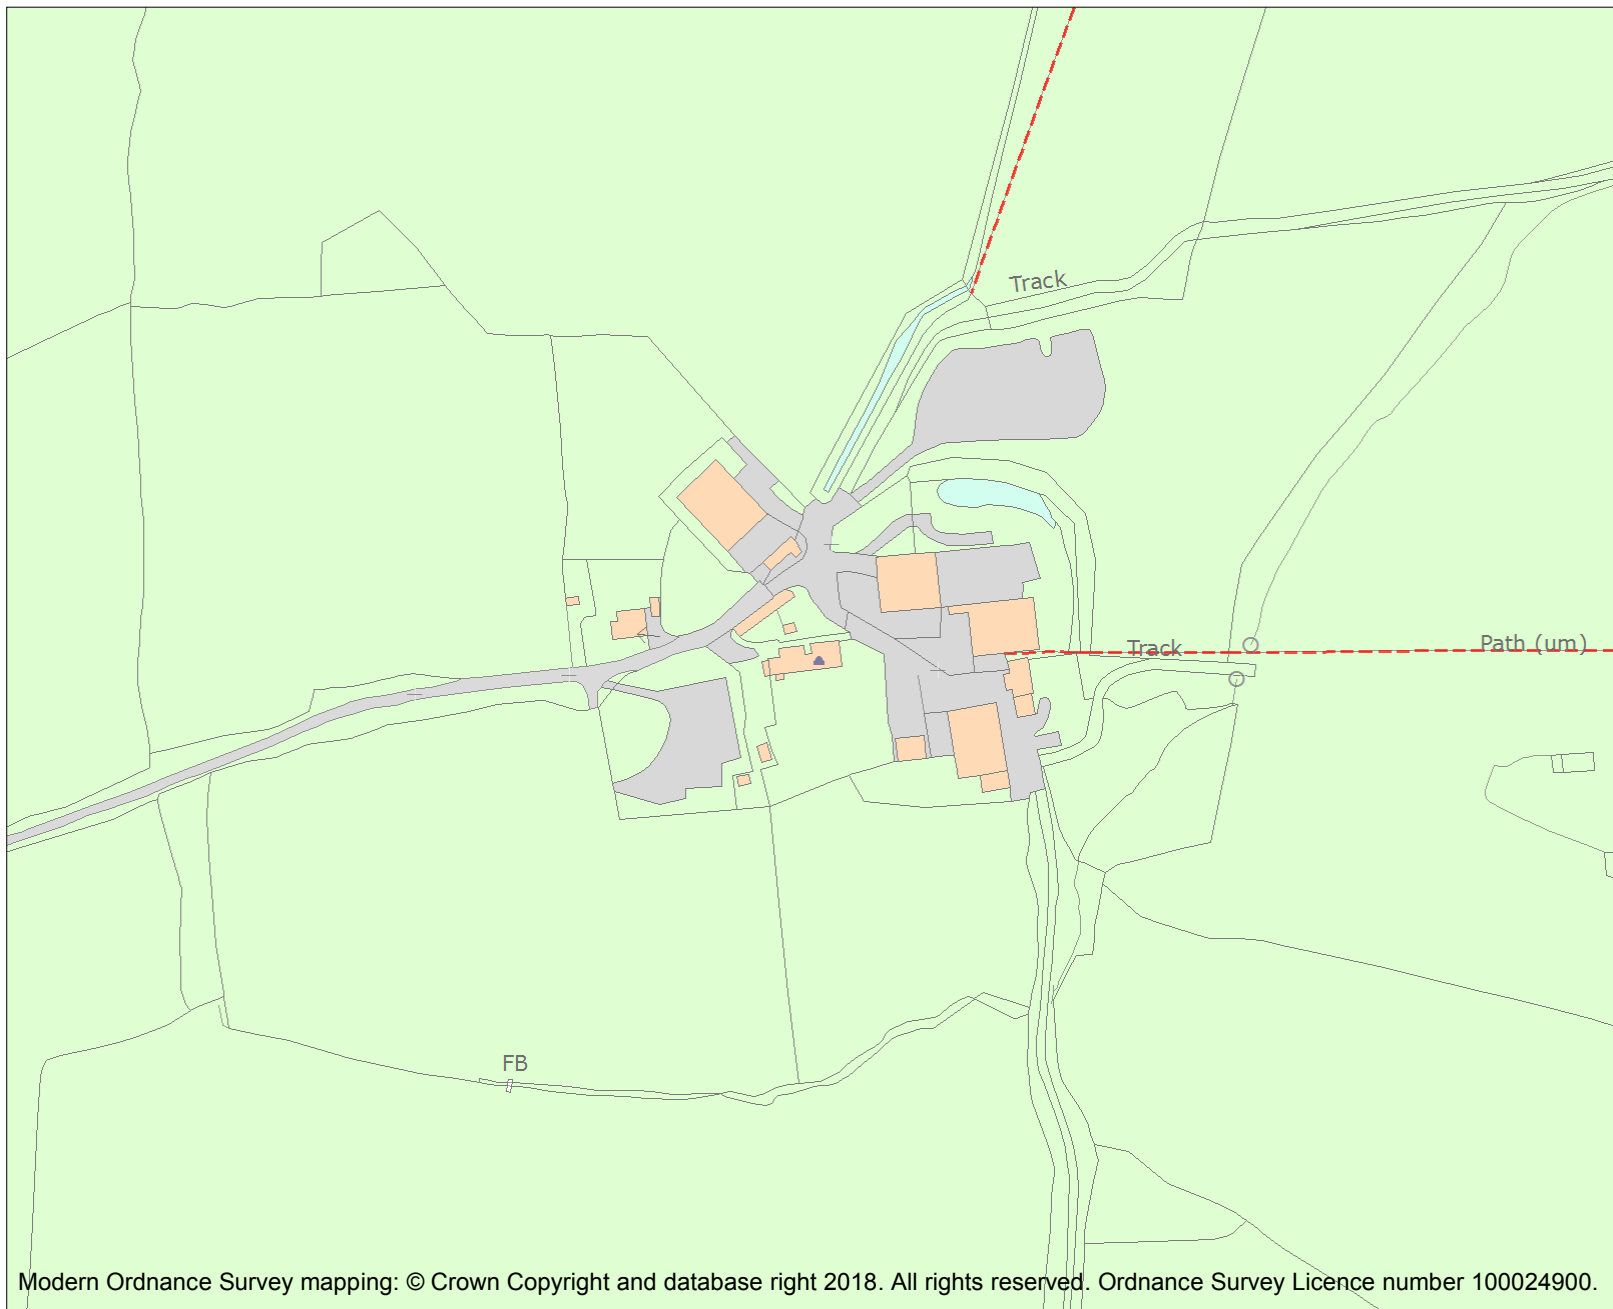 Track
Track
Path (um)
FB
Modern Ordnance Survey mapping: © Crown Copyright and database right 2018. All rights reserved. Ordnance Survey Licence number 100024900.